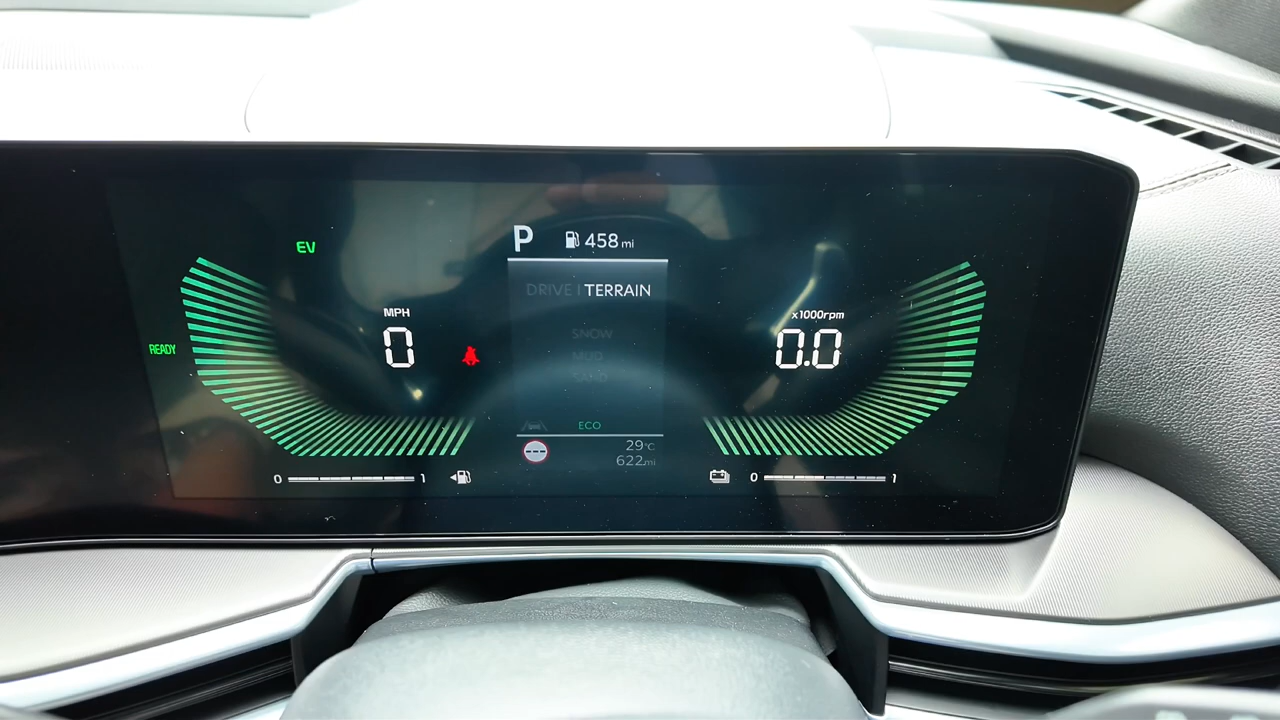 P 458 mi
EV
DRIVE | TERRAIN
MPH
x1000rpm
SNOW
READY
0
0.0
MUD
SAND
ECO
29°C
622mi
0 1
0 1